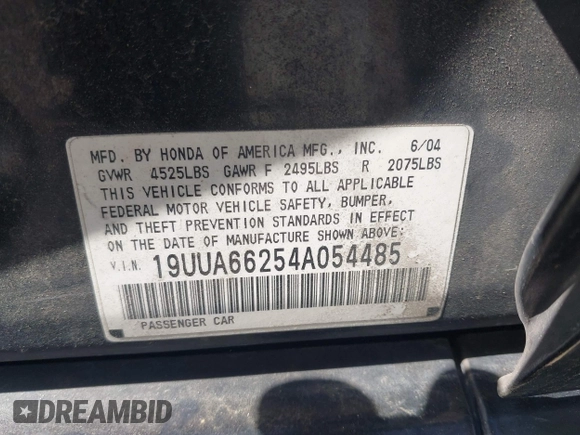 MFD. BY HONDA OF AMERICA MFG., INC. 6/04
GVWR 4525LBS GAWR F 2495LBS R 2075LBS
THIS VEHICLE CONFORMS TO ALL APPLICABLE
FEDERAL MOTOR VEHICLE SAFETY, BUMPER,
AND THEFT PREVENTION STANDARDS IN EFFECT
ON THE DATE OF MANUFACTURE SHOWN ABOVE:
V.I.N. 19UUA66254A054485
PASSENGER CAR
DREAMBID